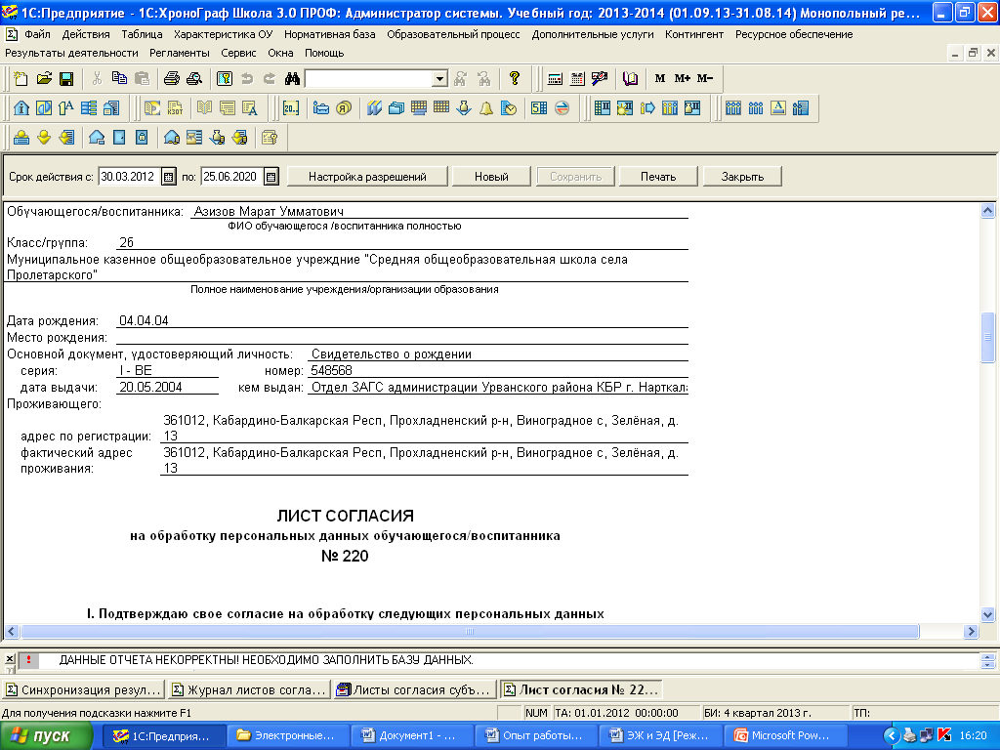 1С:Предприятие - 1С:ХроноГраф Школа 3.0 ПРОФ: Администратор системы. Учебный год: 2013-2014 (01.09.13-31.08.14) Монопольный ре...
Файл Действия Таблица Характеристика ОУ Нормативная база Образовательный процесс Дополнительные услуги Контингент Ресурсное обеспечение
Результаты деятельности Регламенты Сервис Окна Помощь
М М+ М-
Срок действия с: 30.03.2012 по: 25.06.2020 Настройка разрешений Новый Сохранить Печать Закрыть
Обучающегося/воспитанника: Азизов Марат Умматович
ФИО обучающегося /воспитанника полностью
Класс/группа: 2б
Муниципальное казенное общеобразовательное учреждние "Средняя общеобразовательная школа села
Пролетарского"
Полное наименование учреждения/организации образования
Дата рождения: 04.04.04
Место рождения:
Основной документ, удостоверяющий личность: Свидетельство о рождении
серия: I - ВЕ номер: 548568
дата выдачи: 20.05.2004 кем выдан: Отдел ЗАГС администрации Урванского района КБР г. Нарткал
Проживающего:
361012, Кабардино-Балкарская Респ, Прохладненский р-н, Виноградное с, Зелёная, д.
адрес по регистрации: 13
фактический адрес 361012, Кабардино-Балкарская Респ, Прохладненский р-н, Виноградное с, Зелёная, д.
проживания: 13
ЛИСТ СОГЛАСИЯ
на обработку персональных данных обучающегося/воспитанника
№ 220
I. Подтверждаю свое согласие на обработку следующих персональных данных
ДАННЫЕ ОТЧЕТА НЕКОРРЕКТНЫ! НЕОБХОДИМО ЗАПОЛНИТЬ БАЗУ ДАННЫХ.
Синхронизация резул... Журнал листов согла... Листы согласия субъ... Лист согласия № 22...
Для получения подсказки нажмите F1 NUM TA: 01.01.2012 00:00:00 БИ: 4 квартал 2013 г. ТП:
пуск 1С:Предприя... Электронные... Документ1 - ... Опыт работы... ЭЖ и ЭД [Реж... Microsoft Pow... 16:20